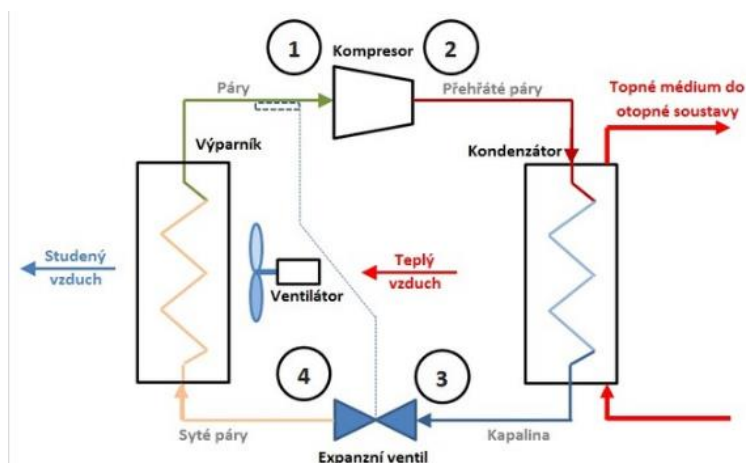 1
Kompresor
2
Páry
Přehřáté páry
Topné médium do
otopné soustavy
Výparník
Kondenzátor
Studený
vzduch
Teplý
vzduch
Ventilátor
4
3
Syté páry
Kapalina
Expanzní ventil